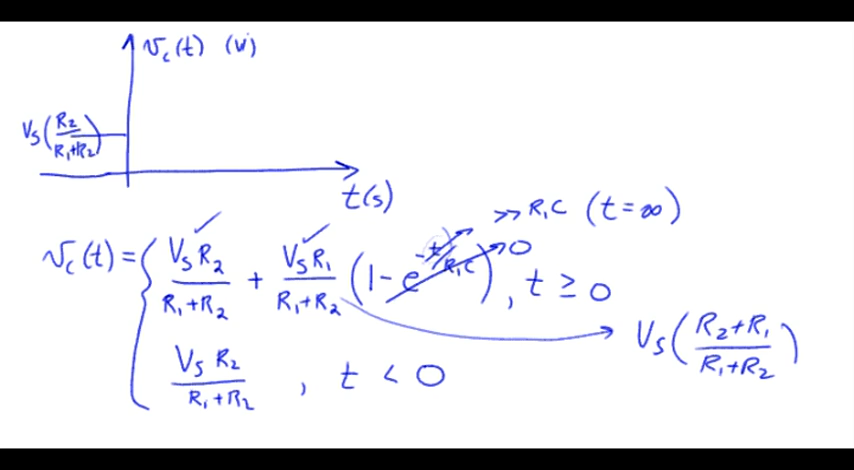 v_c(t) (V)
V_s(R_2/(R_1+R_2))
t(s)
>> R_1C (t=∞)
v_c(t) = { V_s R_2/(R_1+R_2) + V_s R_1/(R_1+R_2) (1 - e^(-t/R_1C)), t ≥ 0
0
V_s((R_2+R_1)/(R_1+R_2))
V_s R_2/(R_1+R_2) , t < 0